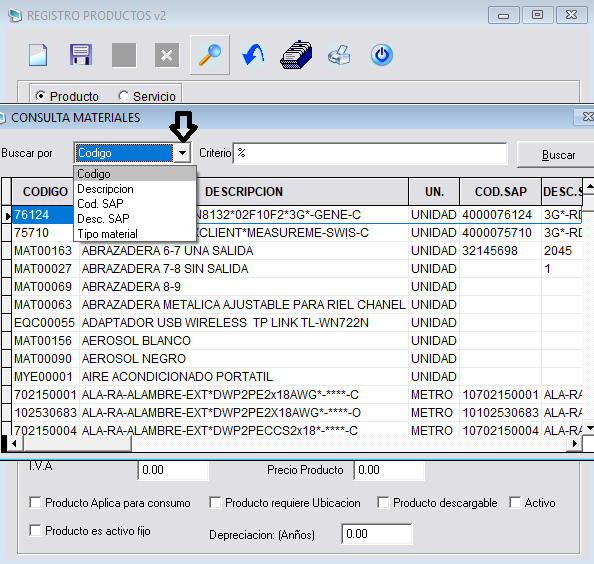 REGISTRO PRODUCTOS v2
Producto Servicio
CONSULTA MATERIALES
Buscar por Codigo Criterio % Buscar
Codigo
Descripcion
Cod. SAP
Desc. SAP
Tipo material
CODIGO DESCRIPCION UN. COD.SAP DESC.S
76124 N8132*02F10F2*3G*-GENE-C UNIDAD 4000076124 3G*-RD
75710 XCLIENT*MEASUREME-SWIS-C UNIDAD 4000075710 3G*-RD
MAT00163 ABRAZADERA 6-7 UNA SALIDA UNIDAD 32145698 2045
MAT00027 ABRAZADERA 7-8 SIN SALIDA UNIDAD 1
MAT00069 ABRAZADERA 8-9 UNIDAD
MAT00063 ABRAZADERA METALICA AJUSTABLE PARA RIEL CHANEL UNIDAD
EQC00055 ADAPTADOR USB WIRELESS TP LINK TL-WN722N UNIDAD
MAT00156 AEROSOL BLANCO UNIDAD
MAT00090 AEROSOL NEGRO UNIDAD
MYE00001 AIRE ACONDICIONADO PORTATIL UNIDAD
702150001 ALA-RA-ALAMBRE-EXT*DWP2PE2x18AWG*-****-C METRO 10702150001 ALA-RA
102530683 ALA-RA-ALAMBRE-EXT*DWP2PE2X18AWG*-****-O METRO 10102530683 ALA-RA
702150004 ALA-RA-ALAMBRE-EXT*DWP2PECCS2x18*-****-C METRO 10702150004 ALA-RA
I.V.A 0.00 Precio Producto 0.00
Producto Aplica para consumo Producto requiere Ubicacion Producto descargable Activo
Producto es activo fijo Depreciacion: (Anños) 0.00